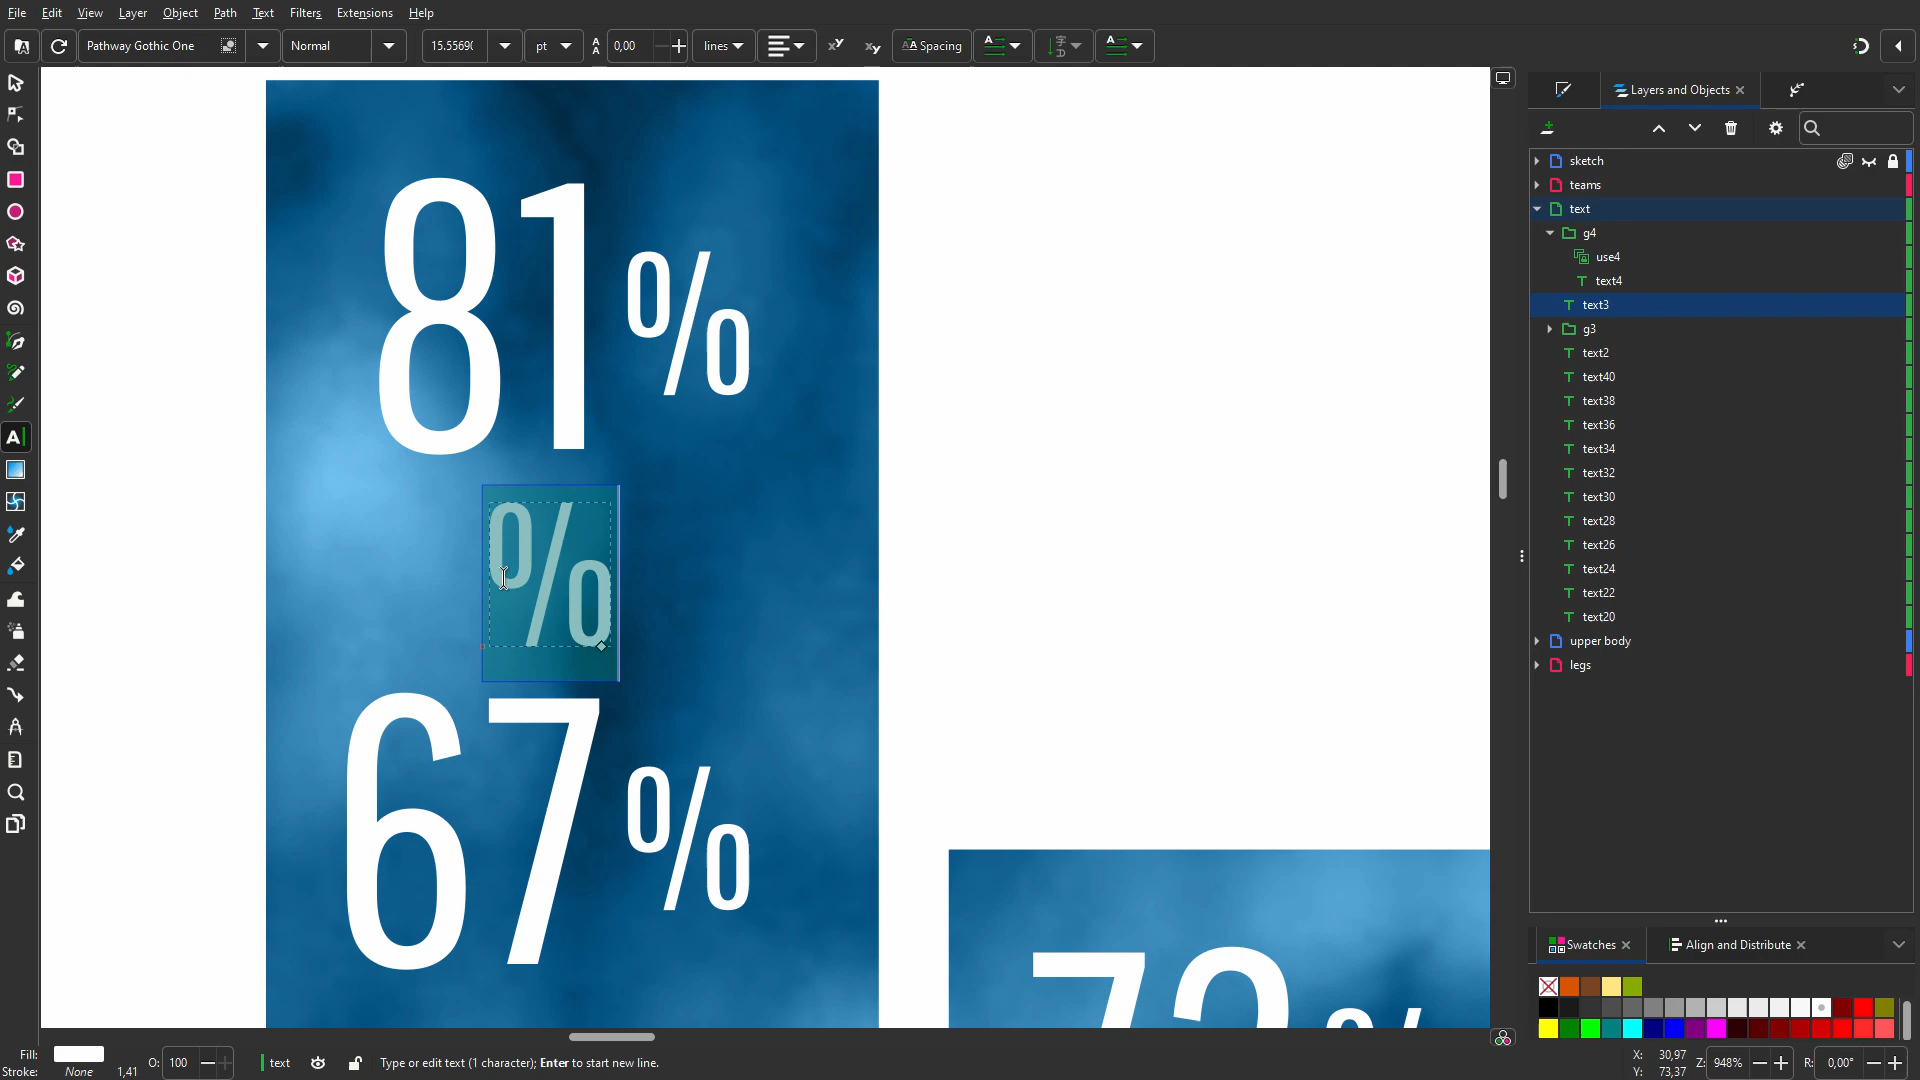 File Edit View Layer Object Path Text Filters Extensions Help
Pathway Gothic One Normal 15.5569( pt 0,00 lines Spacing
Layers and Objects
sketch
teams
text
g4
use4
text4
text3
g3
text2
text40
text38
text36
text34
text32
text30
text28
text26
text24
text22
text20
upper body
legs
81%
%
67%
73%
Swatches Align and Distribute
Fill:
Stroke: None 1,41
O: 100
text
Type or edit text (1 character); Enter to start new line.
X: 30,97
Y: 73,37
Z: 948%
R: 0,00°